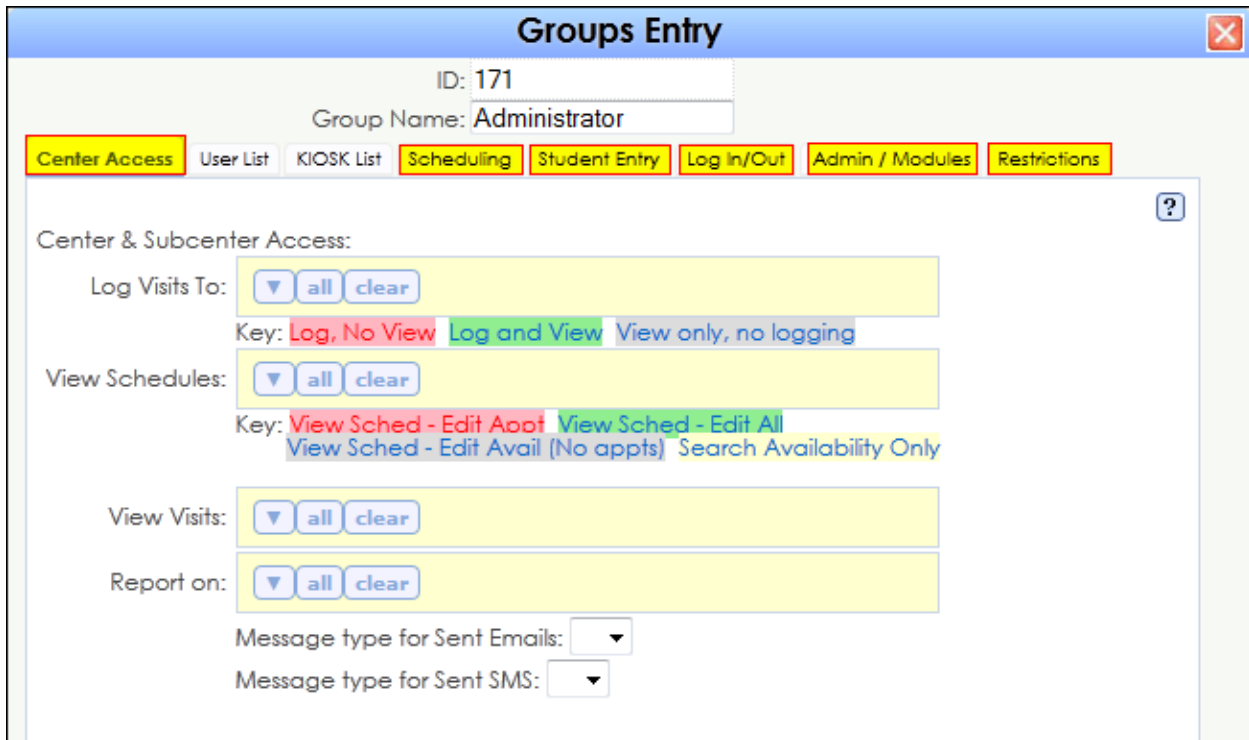 Groups Entry
ID: 171
Group Name: Administrator
Center Access User List KIOSK List Scheduling Student Entry Log In/Out Admin / Modules Restrictions
?
Center & Subcenter Access:
Log Visits To: ▼ all clear
Key: Log, No View Log and View View only, no logging
View Schedules: ▼ all clear
Key: View Sched - Edit Appt View Sched - Edit All
View Sched - Edit Avail (No appts) Search Availability Only
View Visits: ▼ all clear
Report on: ▼ all clear
Message type for Sent Emails:
Message type for Sent SMS: